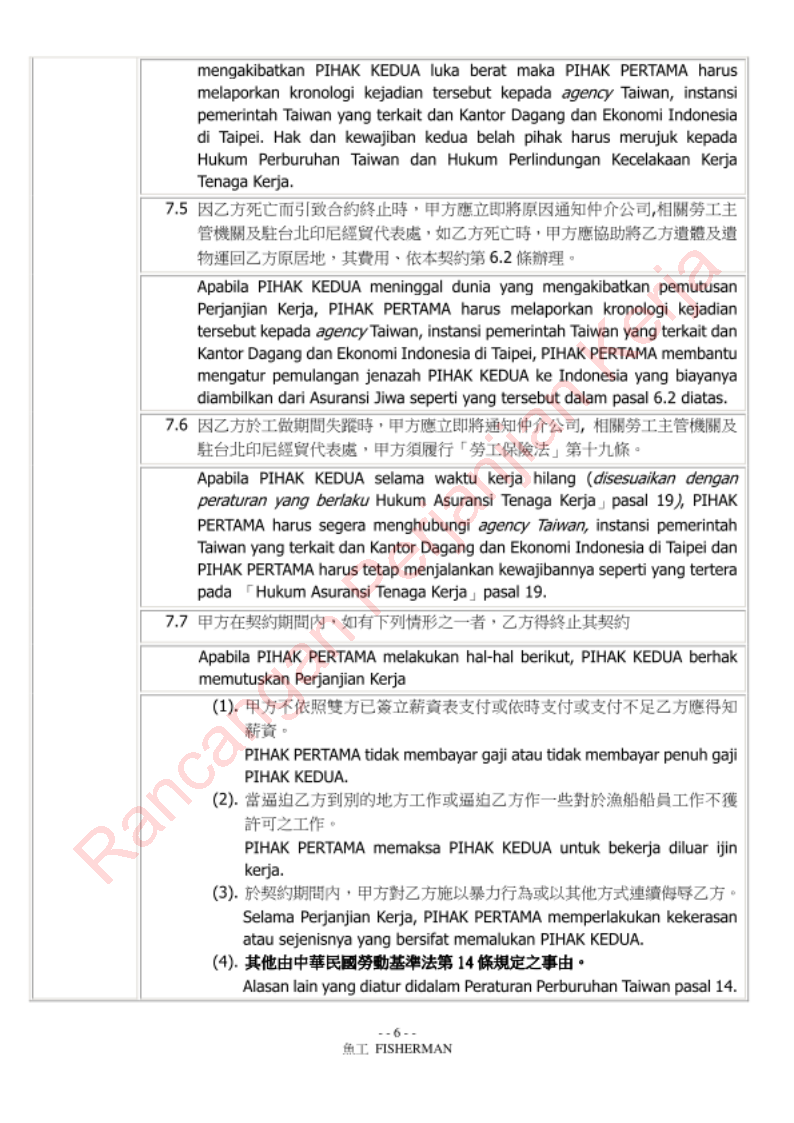 mengakibatkan PIHAK KEDUA luka berat maka PIHAK PERTAMA harus
melaporkan kronologi kejadian tersebut kepada agency Taiwan, instansi
pemerintah Taiwan yang terkait dan Kantor Dagang dan Ekonomi Indonesia
di Taipei. Hak dan kewajiban kedua belah pihak harus merujuk kepada
Hukum Perburuhan Taiwan dan Hukum Perlindungan Kecelakaan Kerja
Tenaga Kerja.
7.5 因乙方死亡而引致合約終止時，甲方應立即將原因通知仲介公司,相關勞工主
管機關及駐台北印尼經貿代表處，如乙方死亡時，甲方應協助將乙方遺體及遺
物運回乙方原居地，其費用、依本契約第 6.2 條辦理。
Apabila PIHAK KEDUA meninggal dunia yang mengakibatkan pemutusan
Perjanjian Kerja, PIHAK PERTAMA harus melaporkan kronologi kejadian
tersebut kepada agency Taiwan, instansi pemerintah Taiwan yang terkait dan
Kantor Dagang dan Ekonomi Indonesia di Taipei, PIHAK PERTAMA membantu
mengatur pemulangan jenazah PIHAK KEDUA ke Indonesia yang biayanya
diambilkan dari Asuransi Jiwa seperti yang tersebut dalam pasal 6.2 diatas.
7.6 因乙方於工做期間失蹤時，甲方應立即將通知仲介公司, 相關勞工主管機關及
駐台北印尼經貿代表處，甲方須履行「勞工保險法」第十九條。
Apabila PIHAK KEDUA selama waktu kerja hilang (disesuaikan dengan
peraturan yang berlaku Hukum Asuransi Tenaga Kerja」pasal 19), PIHAK
PERTAMA harus segera menghubungi agency Taiwan, instansi pemerintah
Taiwan yang terkait dan Kantor Dagang dan Ekonomi Indonesia di Taipei dan
PIHAK PERTAMA harus tetap menjalankan kewajibannya seperti yang tertera
pada 「Hukum Asuransi Tenaga Kerja」pasal 19.
7.7 甲方在契約期間內，如有下列情形之一者，乙方得終止其契約
Apabila PIHAK PERTAMA melakukan hal-hal berikut, PIHAK KEDUA berhak
memutuskan Perjanjian Kerja
(1). 甲方不依照雙方已簽立薪資表支付或依時支付或支付不足乙方應得知
薪資。
PIHAK PERTAMA tidak membayar gaji atau tidak membayar penuh gaji
PIHAK KEDUA.
(2). 當逼迫乙方到別的地方工作或逼迫乙方作一些對於漁船船員工作不獲
許可之工作。
PIHAK PERTAMA memaksa PIHAK KEDUA untuk bekerja diluar ijin
kerja.
(3). 於契約期間內，甲方對乙方施以暴力行為或以其他方式連續侮辱乙方。
Selama Perjanjian Kerja, PIHAK PERTAMA memperlakukan kekerasan
atau sejenisnya yang bersifat memalukan PIHAK KEDUA.
(4). 其他由中華民國勞動基準法第 14 條規定之事由。
Alasan lain yang diatur didalam Peraturan Perburuhan Taiwan pasal 14.
Rancangan Perjanjian Kerja
- - 6 - -
魚工 FISHERMAN